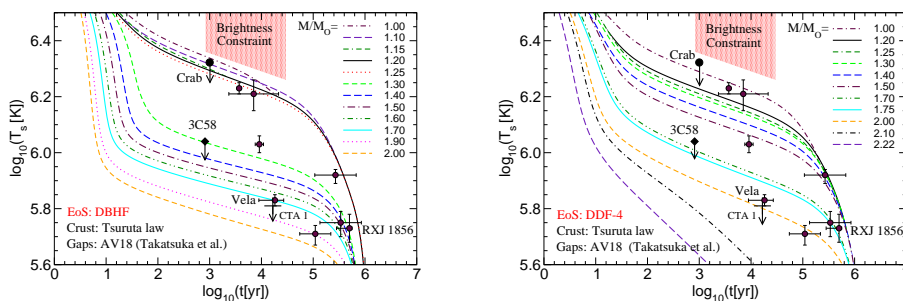 6.4
6.2
6.0
5.8
5.6
log₁₀(T_s [K])
0 1 2 3 4 5 6 7
log₁₀(t[yr])
Brightness
Constraint
Crab
3C58
Vela
CTA 1
RXJ 1856
EoS: DBHF
Crust: Tsuruta law
Gaps: AV18 (Takatsuka et al.)
M/M_O=
1.00
1.10
1.15
1.20
1.25
1.30
1.40
1.50
1.60
1.70
1.90
2.00
6.4
6.2
6.0
5.8
5.6
log₁₀(T_s [K])
0 1 2 3 4 5 6 7
log₁₀(t[yr])
Brightness
Constraint
Crab
3C58
Vela
CTA 1
RXJ 1856
EoS: DDF-4
Crust: Tsuruta law
Gaps: AV18 (Takatsuka et al.)
M/M_O=
1.00
1.20
1.25
1.30
1.40
1.50
1.70
1.75
2.00
2.10
2.22